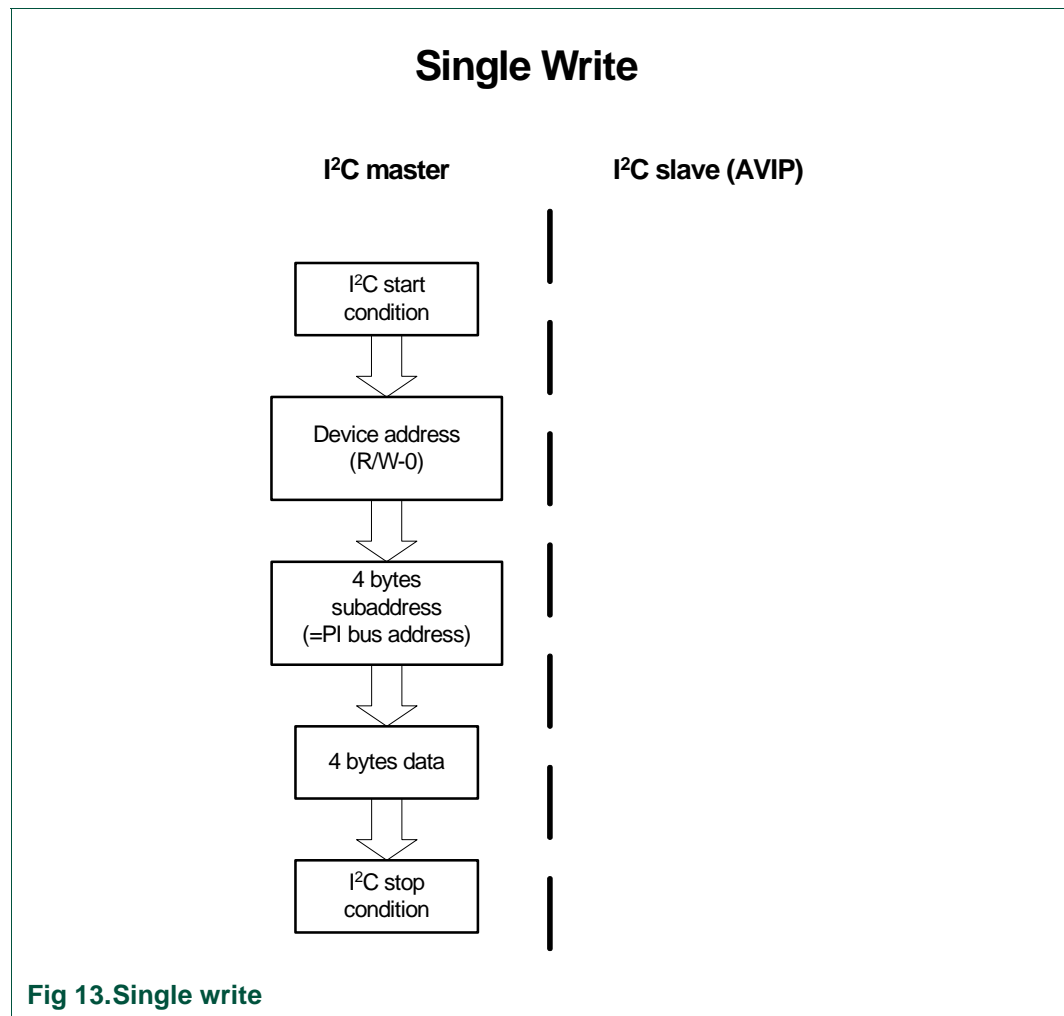 Single Write
I²C master
I²C slave (AVIP)
I²C start
condition
Device address
(R/W-0)
4 bytes
subaddress
(=PI bus address)
4 bytes data
I²C stop
condition
Fig 13.Single write